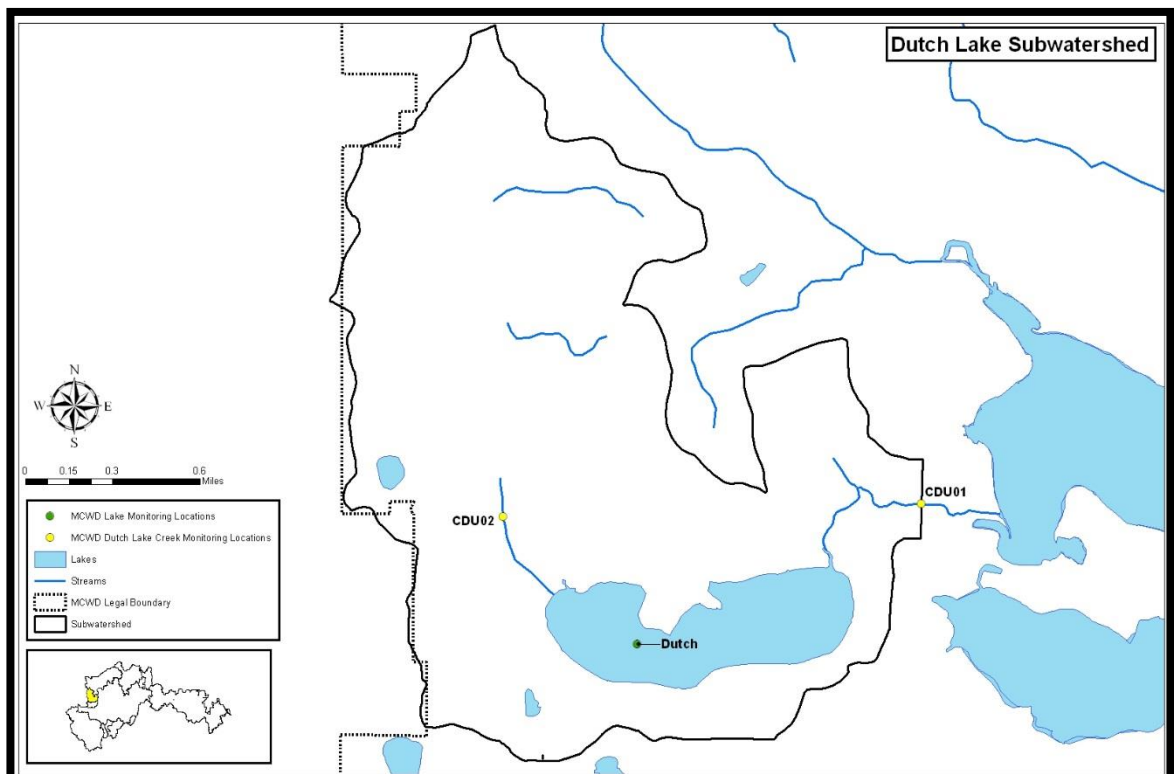 Dutch Lake Subwatershed
N
W E
S
0 0.15 0.3 0.6
Miles
MCWD Lake Monitoring Locations
MCWD Dutch Lake Creek Monitoring Locations
Lakes
Streams
MCWD Legal Boundary
Subwatershed
CDU01
CDU02
Dutch